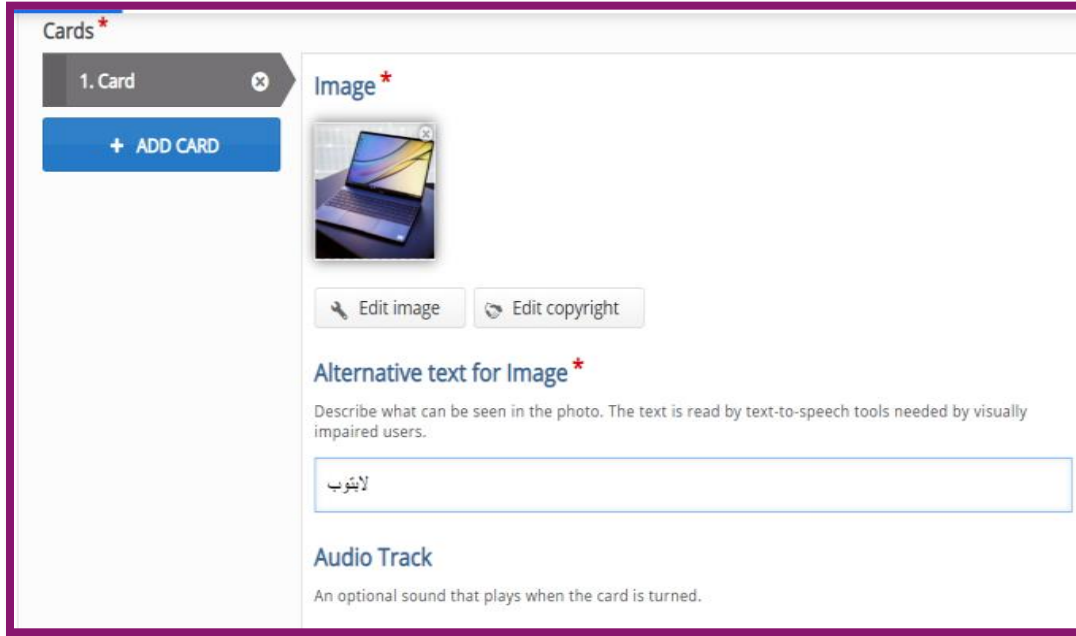 Cards *
1. Card
+ ADD CARD
Image *
Edit image
Edit copyright
Alternative text for Image *
Describe what can be seen in the photo. The text is read by text-to-speech tools needed by visually
impaired users.
لابتوب
Audio Track
An optional sound that plays when the card is turned.